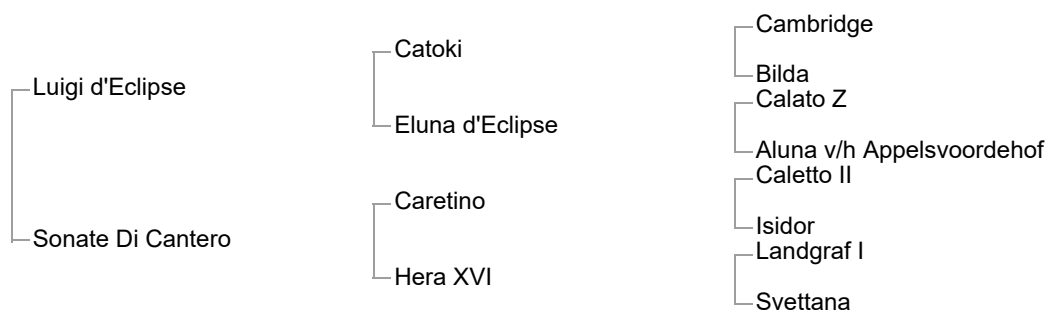 Cambridge
Catoki
Bilda
Luigi d'Eclipse
Calato Z
Eluna d'Eclipse
Aluna v/h Appelsvoordehof
Caletto II
Caretino
Isidor
Sonate Di Cantero
Landgraf I
Hera XVI
Svettana